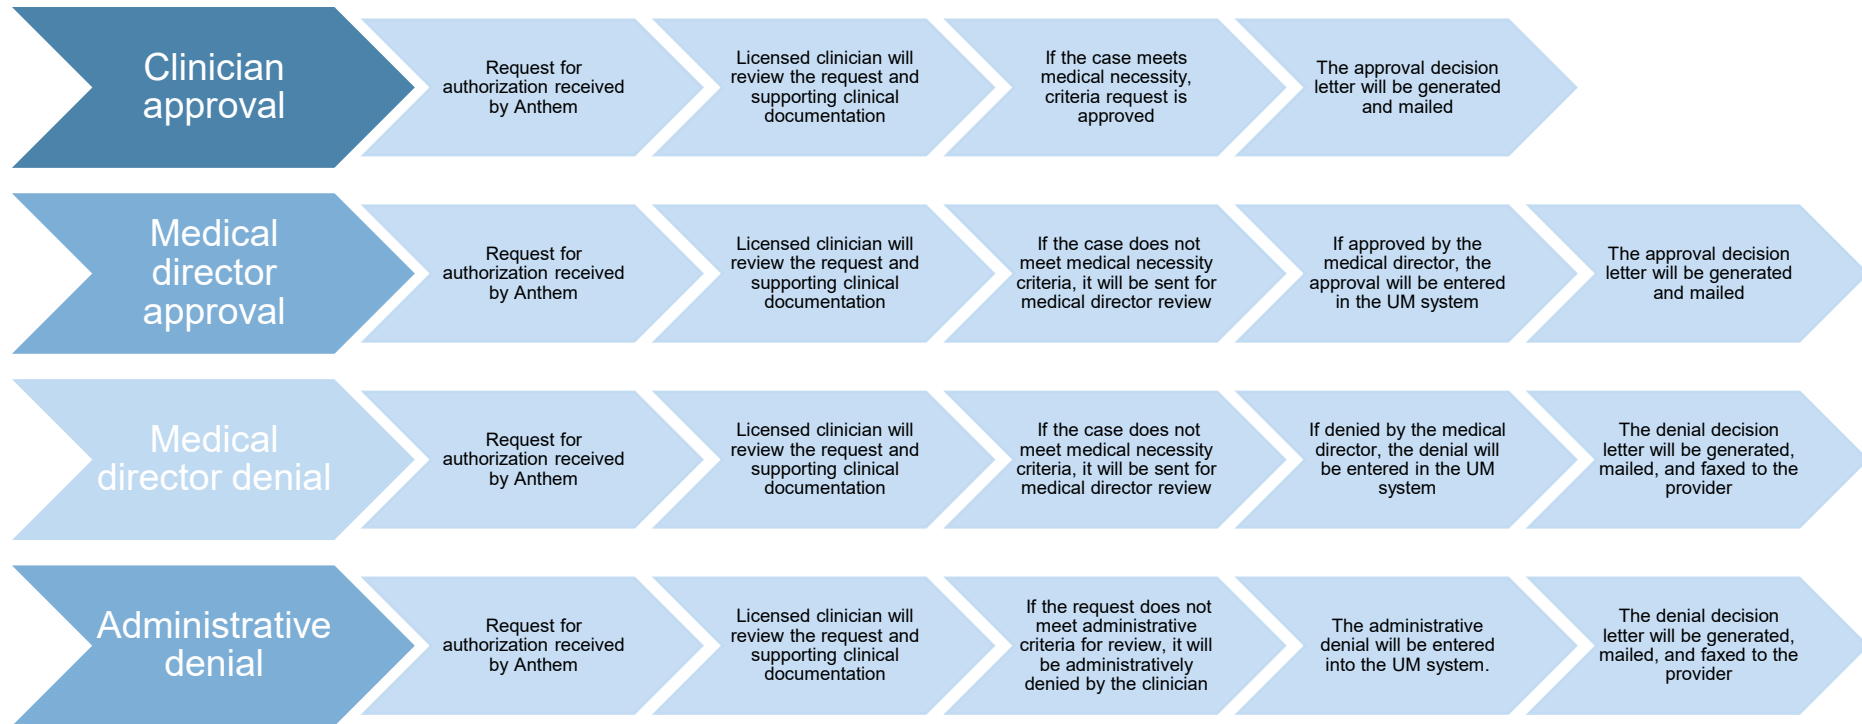 Clinician
approval
Request for
authorization received
by Anthem
Licensed clinician will
review the request and
supporting clinical
documentation
If the case meets
medical necessity,
criteria request is
approved
The approval decision
letter will be generated
and mailed
Medical
director
approval
Request for
authorization received
by Anthem
Licensed clinician will
review the request and
supporting clinical
documentation
If the case does not
meet medical necessity
criteria, it will be sent for
medical director review
If approved by the
medical director, the
approval will be entered
in the UM system
The approval decision
letter will be generated
and mailed
Medical
director denial
Request for
authorization received
by Anthem
Licensed clinician will
review the request and
supporting clinical
documentation
If the case does not
meet medical necessity
criteria, it will be sent for
medical director review
If denied by the medical
director, the denial will
be entered in the UM
system
The denial decision
letter will be generated,
mailed, and faxed to the
provider
Administrative
denial
Request for
authorization received
by Anthem
Licensed clinician will
review the request and
supporting clinical
documentation
If the request does not
meet administrative
criteria for review, it will
be administratively
denied by the clinician
The administrative
denial will be entered
into the UM system.
The denial decision
letter will be generated,
mailed, and faxed to the
provider